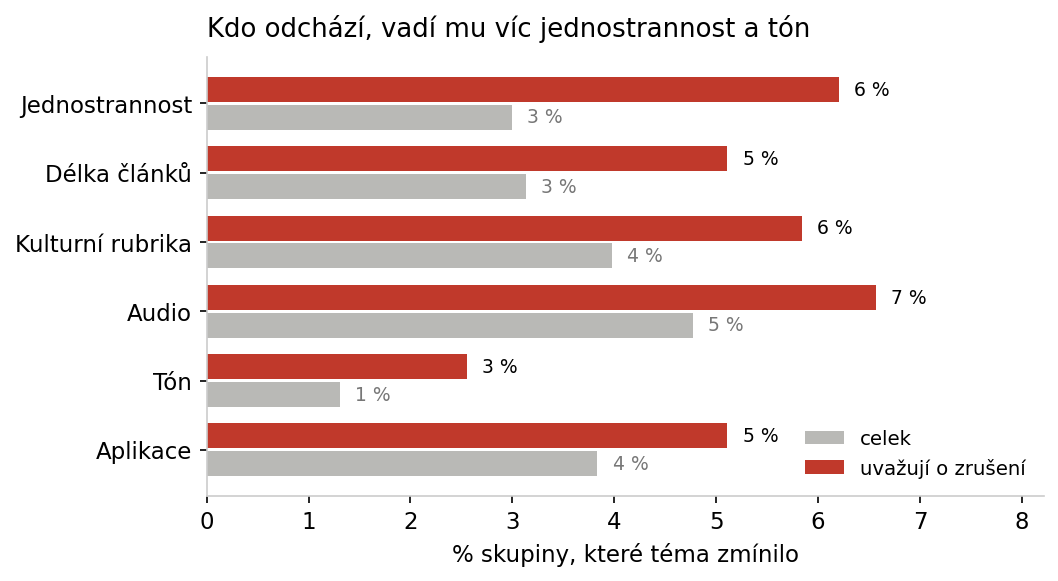 Kdo odchází, vadí mu víc jednostrannost a tón
Jednostrannost
6 %
3 %
Délka článků
5 %
3 %
Kulturní rubrika
6 %
4 %
Audio
7 %
5 %
Tón
3 %
1 %
Aplikace
5 %
4 %
celek
uvažují o zrušení
0 1 2 3 4 5 6 7 8
% skupiny, které téma zmínilo